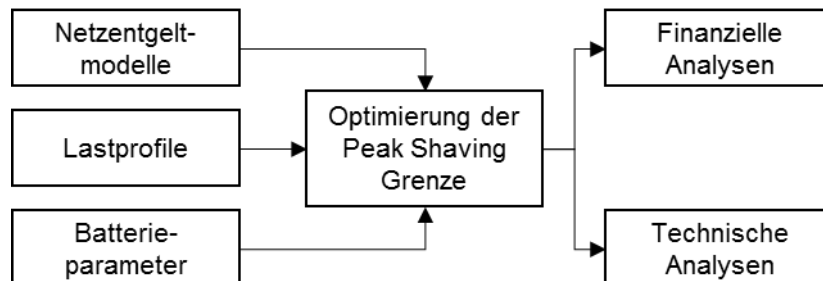 Netzentgelt-
modelle
Lastprofile
Batterie-
parameter
Optimierung der
Peak Shaving
Grenze
Finanzielle
Analysen
Technische
Analysen